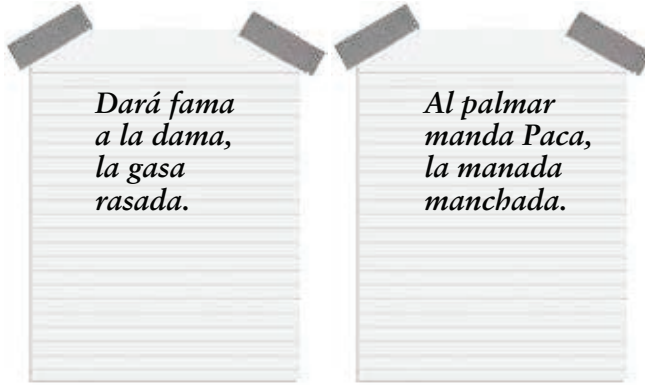 Dará fama
a la dama,
la gasa
rasada.
Al palmar
manda Paca,
la manada
manchada.